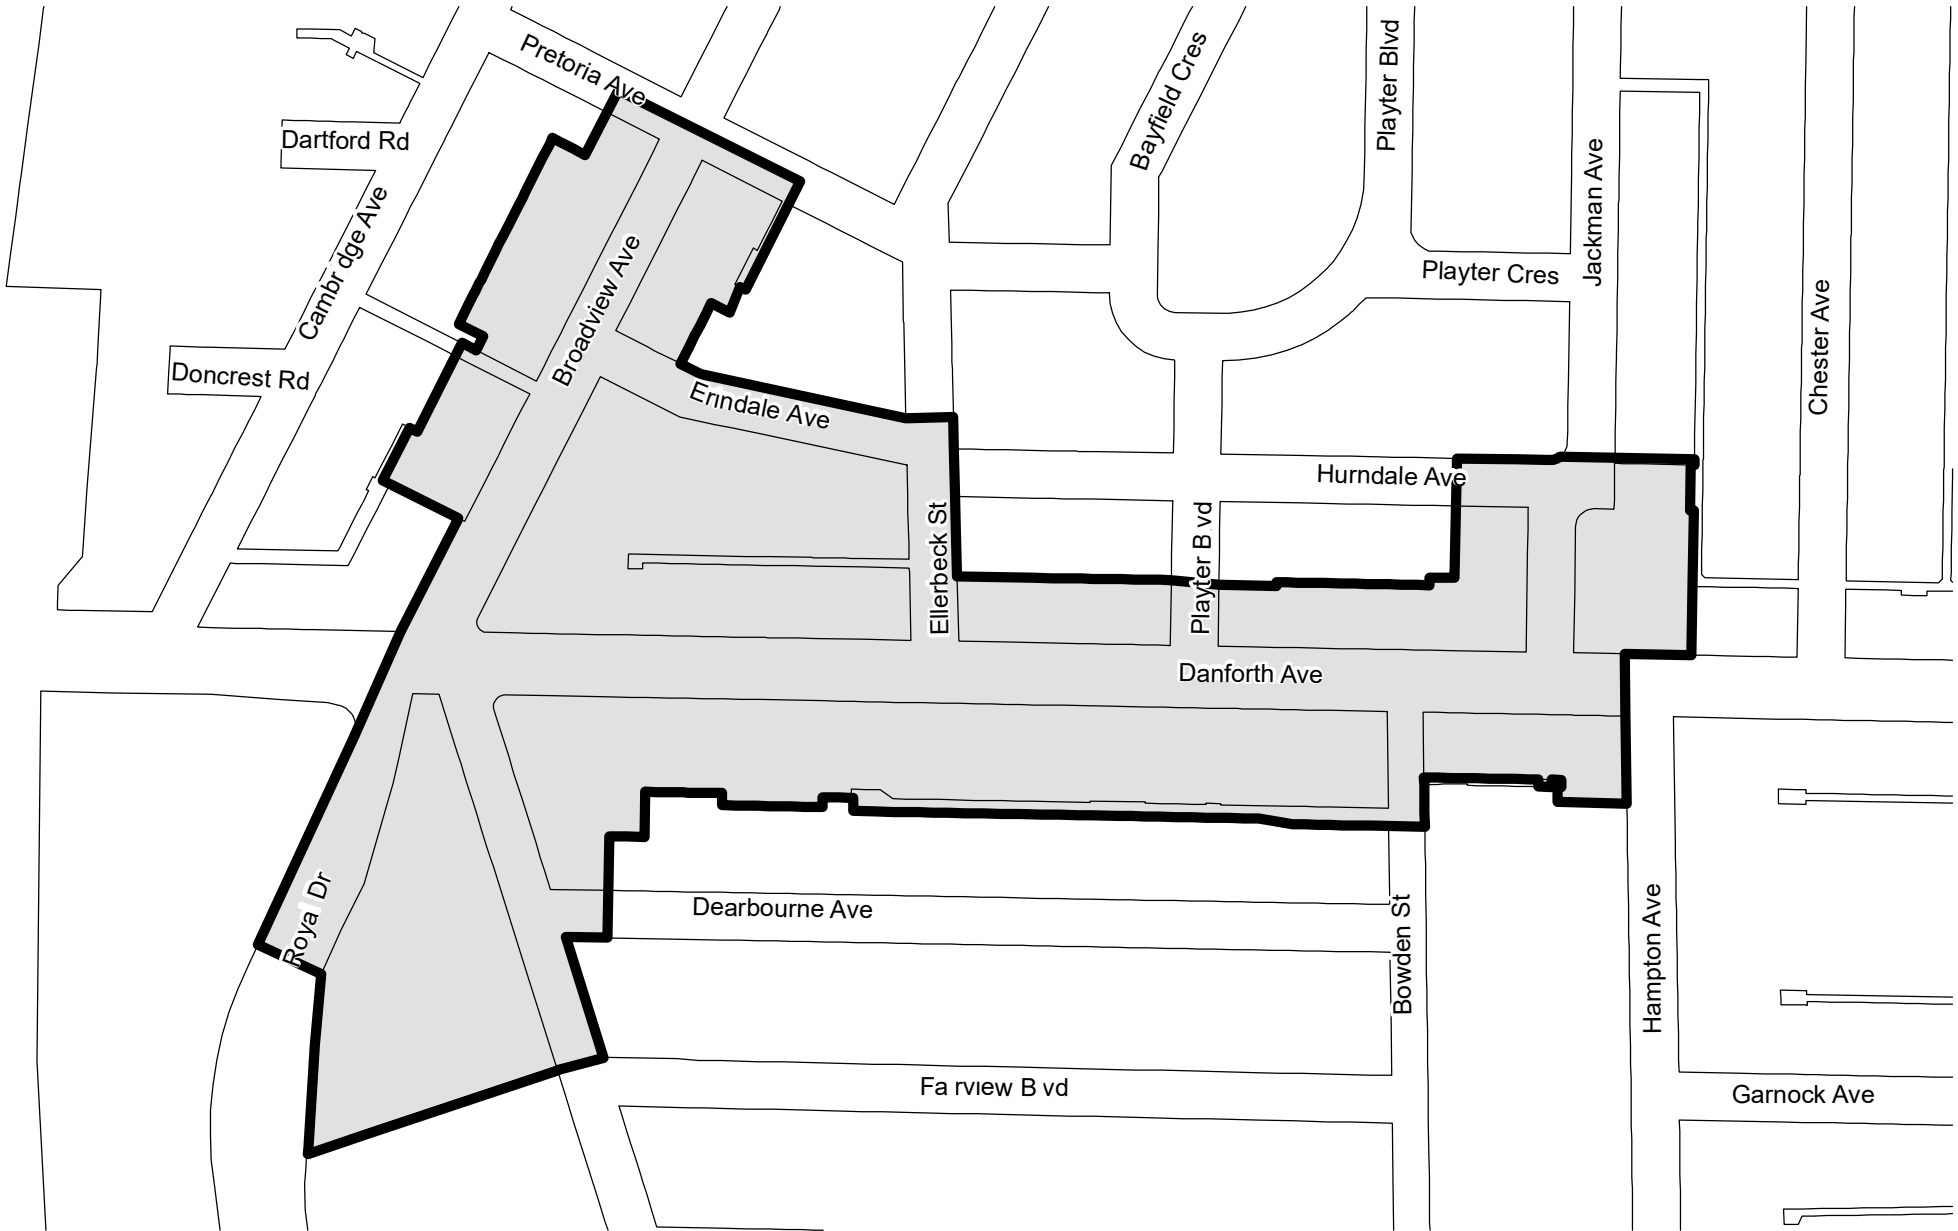 Pretoria Ave
Bayfield Cres
Playter Blvd
Dartford Rd
Jackman Ave
Cambr dge Ave
Broadview Ave
Playter Cres
Chester Ave
Doncrest Rd
Erindale Ave
Hurndale Ave
Ellerbeck St
Playter B vd
Danforth Ave
Roya Dr
Dearbourne Ave
Bowden St
Hampton Ave
Fa rview B vd
Garnock Ave